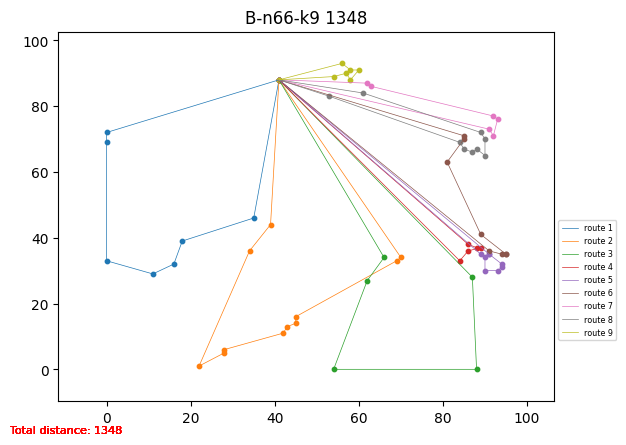 B-n66-k9 1348
100
80
60
40
20
0
0 20 40 60 80 100
route 1
route 2
route 3
route 4
route 5
route 6
route 7
route 8
route 9
Total distance: 1348